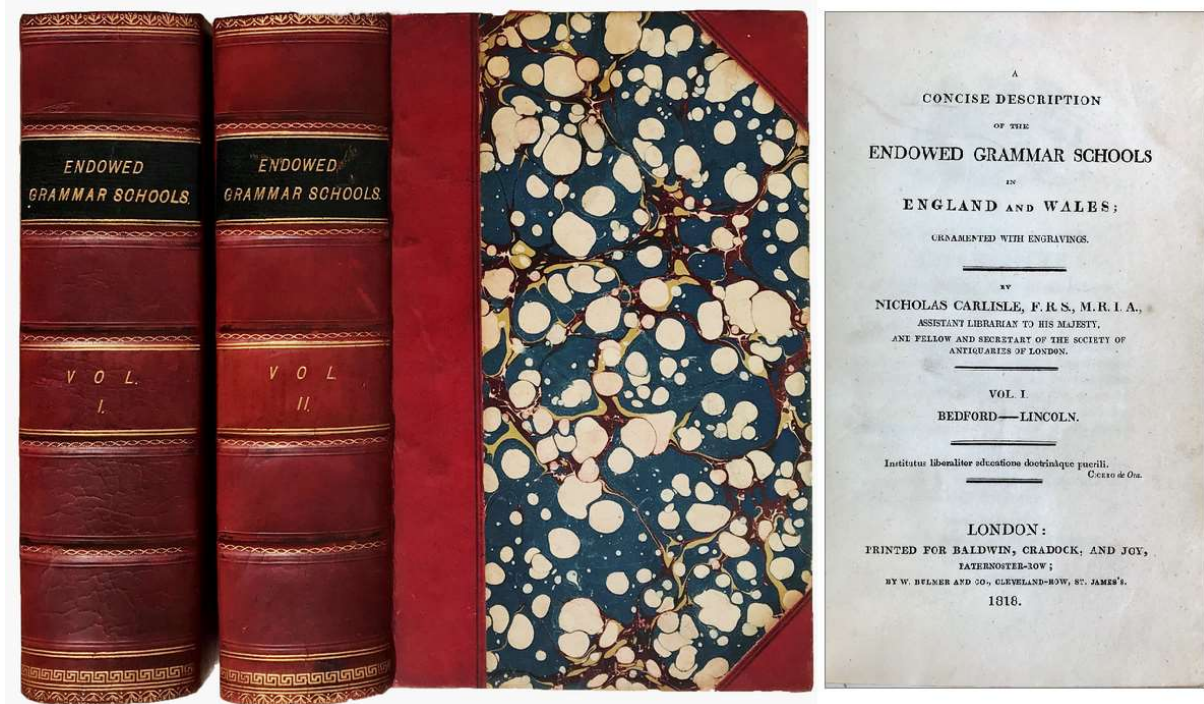 ENDOWED
GRAMMAR SCHOOLS.
VOL.
I.
ENDOWED
GRAMMAR SCHOOLS.
VOL
II.
A
CONCISE DESCRIPTION
OF THE
ENDOWED GRAMMAR SCHOOLS
IN
ENGLAND AND WALES;
ORNAMENTED WITH ENGRAVINGS.
BY
NICHOLAS CARLISLE, F.R.S., M.R.I.A.,
ASSISTANT LIBRARIAN TO HIS MAJESTY,
AND FELLOW AND SECRETARY OF THE SOCIETY OF
ANTIQUARIES OF LONDON.
VOL. I.
BEDFORD—LINCOLN.
Institutus liberaliter educatione doctrinâque puerili.
CICERO de Ora.
LONDON:
PRINTED FOR BALDWIN, CRADOCK, AND JOY,
PATERNOSTER-ROW;
BY W. BULMER AND CO., CLEVELAND-ROW, ST. JAMES'S.
1818.